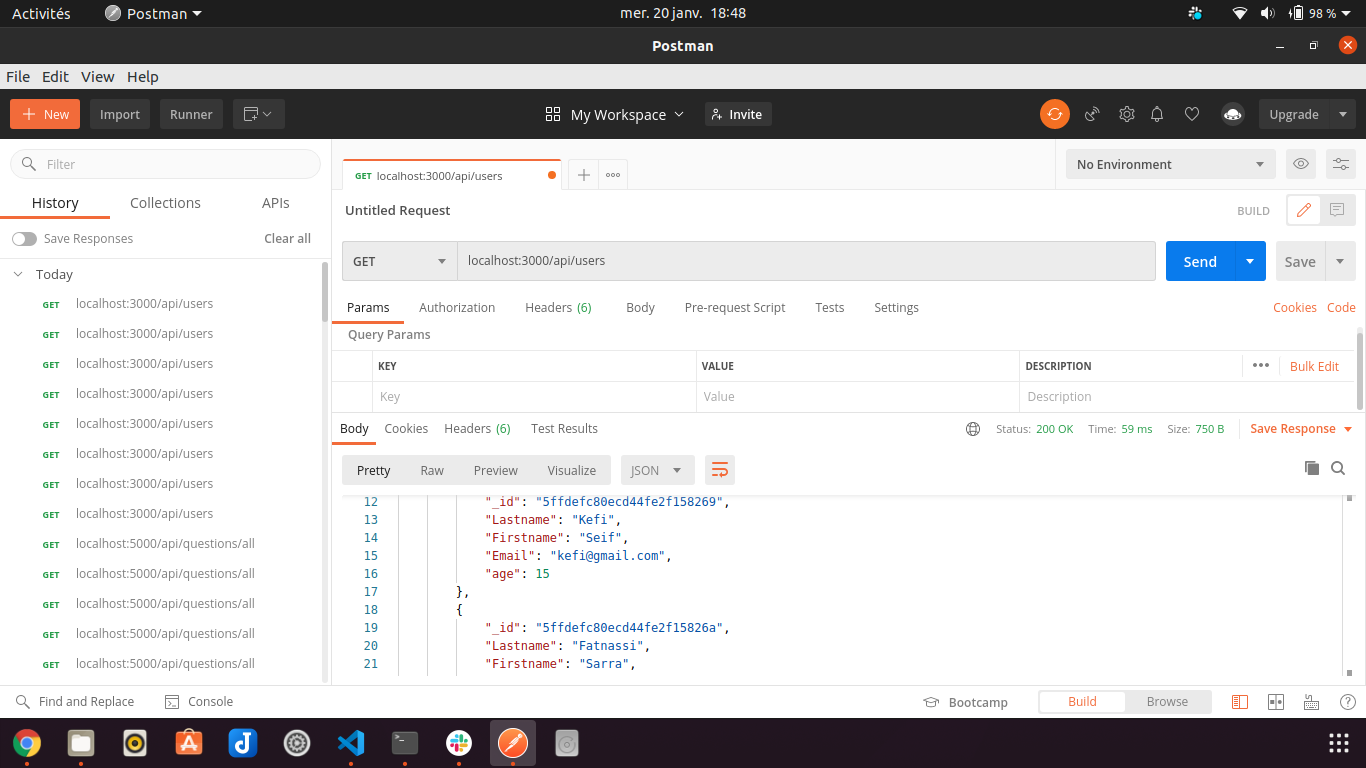 Activités Postman mer. 20 janv. 18:48 98 %
Postman
File Edit View Help
New Import Runner My Workspace Invite Upgrade
Filter
History Collections APIs
Save Responses Clear all
Today
GET localhost:3000/api/users
GET localhost:3000/api/users
GET localhost:3000/api/users
GET localhost:3000/api/users
GET localhost:3000/api/users
GET localhost:3000/api/users
GET localhost:3000/api/users
GET localhost:3000/api/users
GET localhost:5000/api/questions/all
GET localhost:5000/api/questions/all
GET localhost:5000/api/questions/all
GET localhost:5000/api/questions/all
GET localhost:5000/api/questions/all
GET localhost:3000/api/users
No Environment
Untitled Request BUILD
GET localhost:3000/api/users Send Save
Params Authorization Headers (6) Body Pre-request Script Tests Settings Cookies Code
Query Params
KEY VALUE DESCRIPTION Bulk Edit
Key Value Description
Body Cookies Headers (6) Test Results Status: 200 OK Time: 59 ms Size: 750 B Save Response
Pretty Raw Preview Visualize JSON
12 "_id": "5ffdefc80ecd44fe2f158269",
13 "Lastname": "Kefi",
14 "Firstname": "Seif",
15 "Email": "kefi@gmail.com",
16 "age": 15
17 },
18 {
19 "_id": "5ffdefc80ecd44fe2f15826a",
20 "Lastname": "Fatnassi",
21 "Firstname": "Sarra",
Find and Replace Console Bootcamp Build Browse